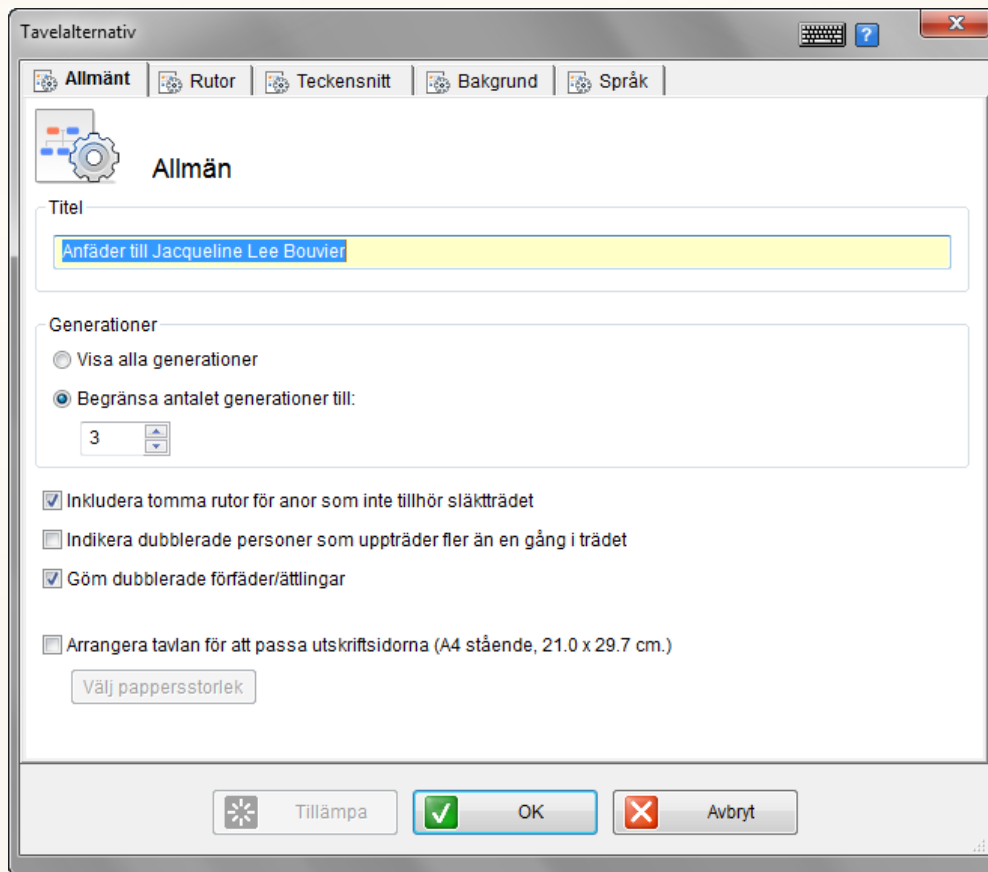 Tavelalternativ
?
X
Allmänt Rutor Teckensnitt Bakgrund Språk
Allmän
Titel
Anfäder till Jacqueline Lee Bouvier
Generationer
Visa alla generationer
Begränsa antalet generationer till:
3
Inkludera tomma rutor för anor som inte tillhör släktträdet
Indikera dubblerade personer som uppträder fler än en gång i trädet
Göm dubblerade förfäder/ättlingar
Arrangera tavlan för att passa utskriftsidorna (A4 stående, 21.0 x 29.7 cm.)
Välj pappersstorlek
Tillämpa OK Avbryt